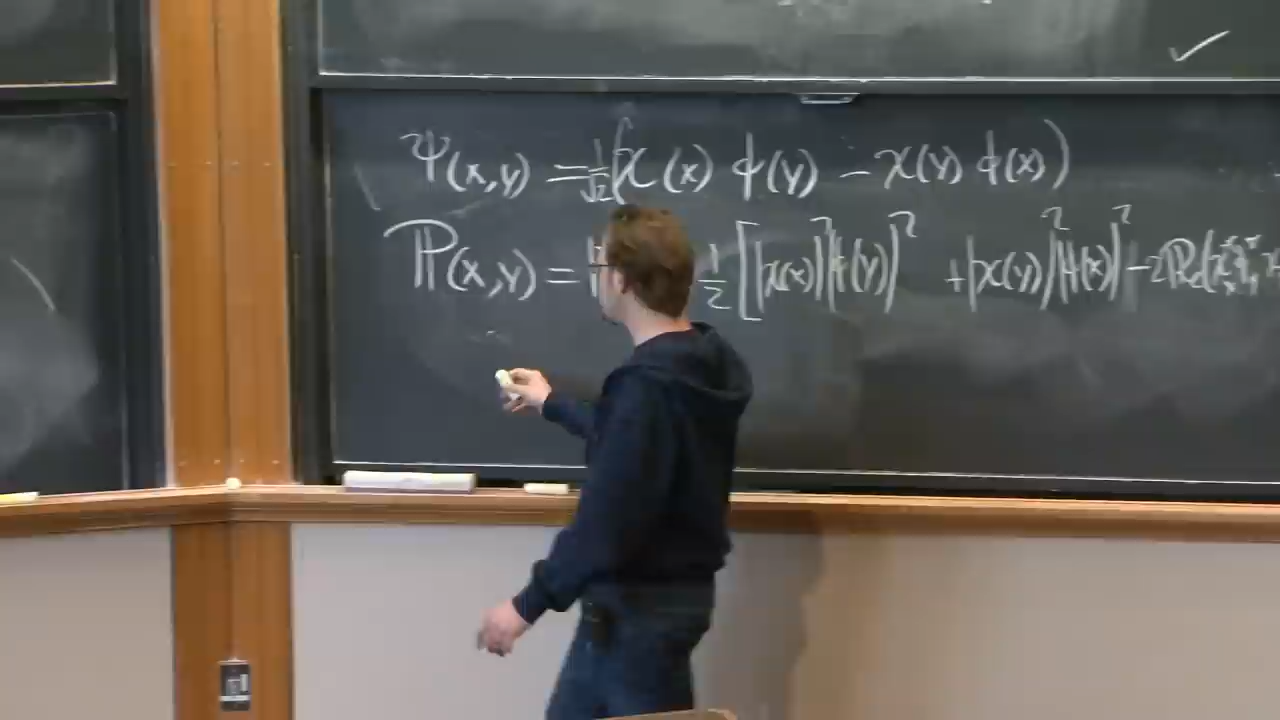 Ψ(x,y) = 1/√2 (χ(x) ϕ(y) − χ(y) ϕ(x))
ℙ(x,y) = 1/2 [|χ(x)|²|ϕ(y)|² + |χ(y)|²|ϕ(x)|² − 2Re(